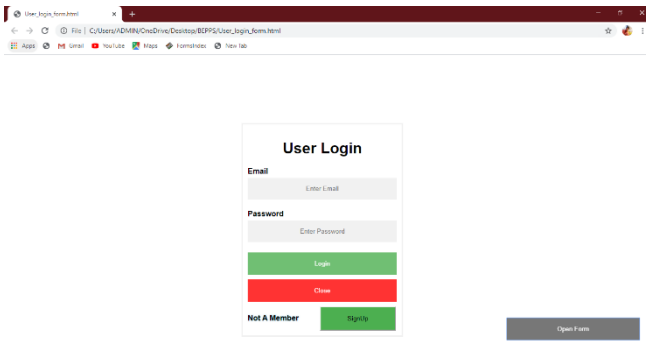 User_login_form.html
File | C:/Users/ADMIN/OneDrive/Desktop/BEPPS/User_login_form.html
Apps Gmail YouTube Maps FormsIndex New Tab
User Login
Email
Enter Email
Password
Enter Password
Login
Close
Not A Member SignUp
Open Form